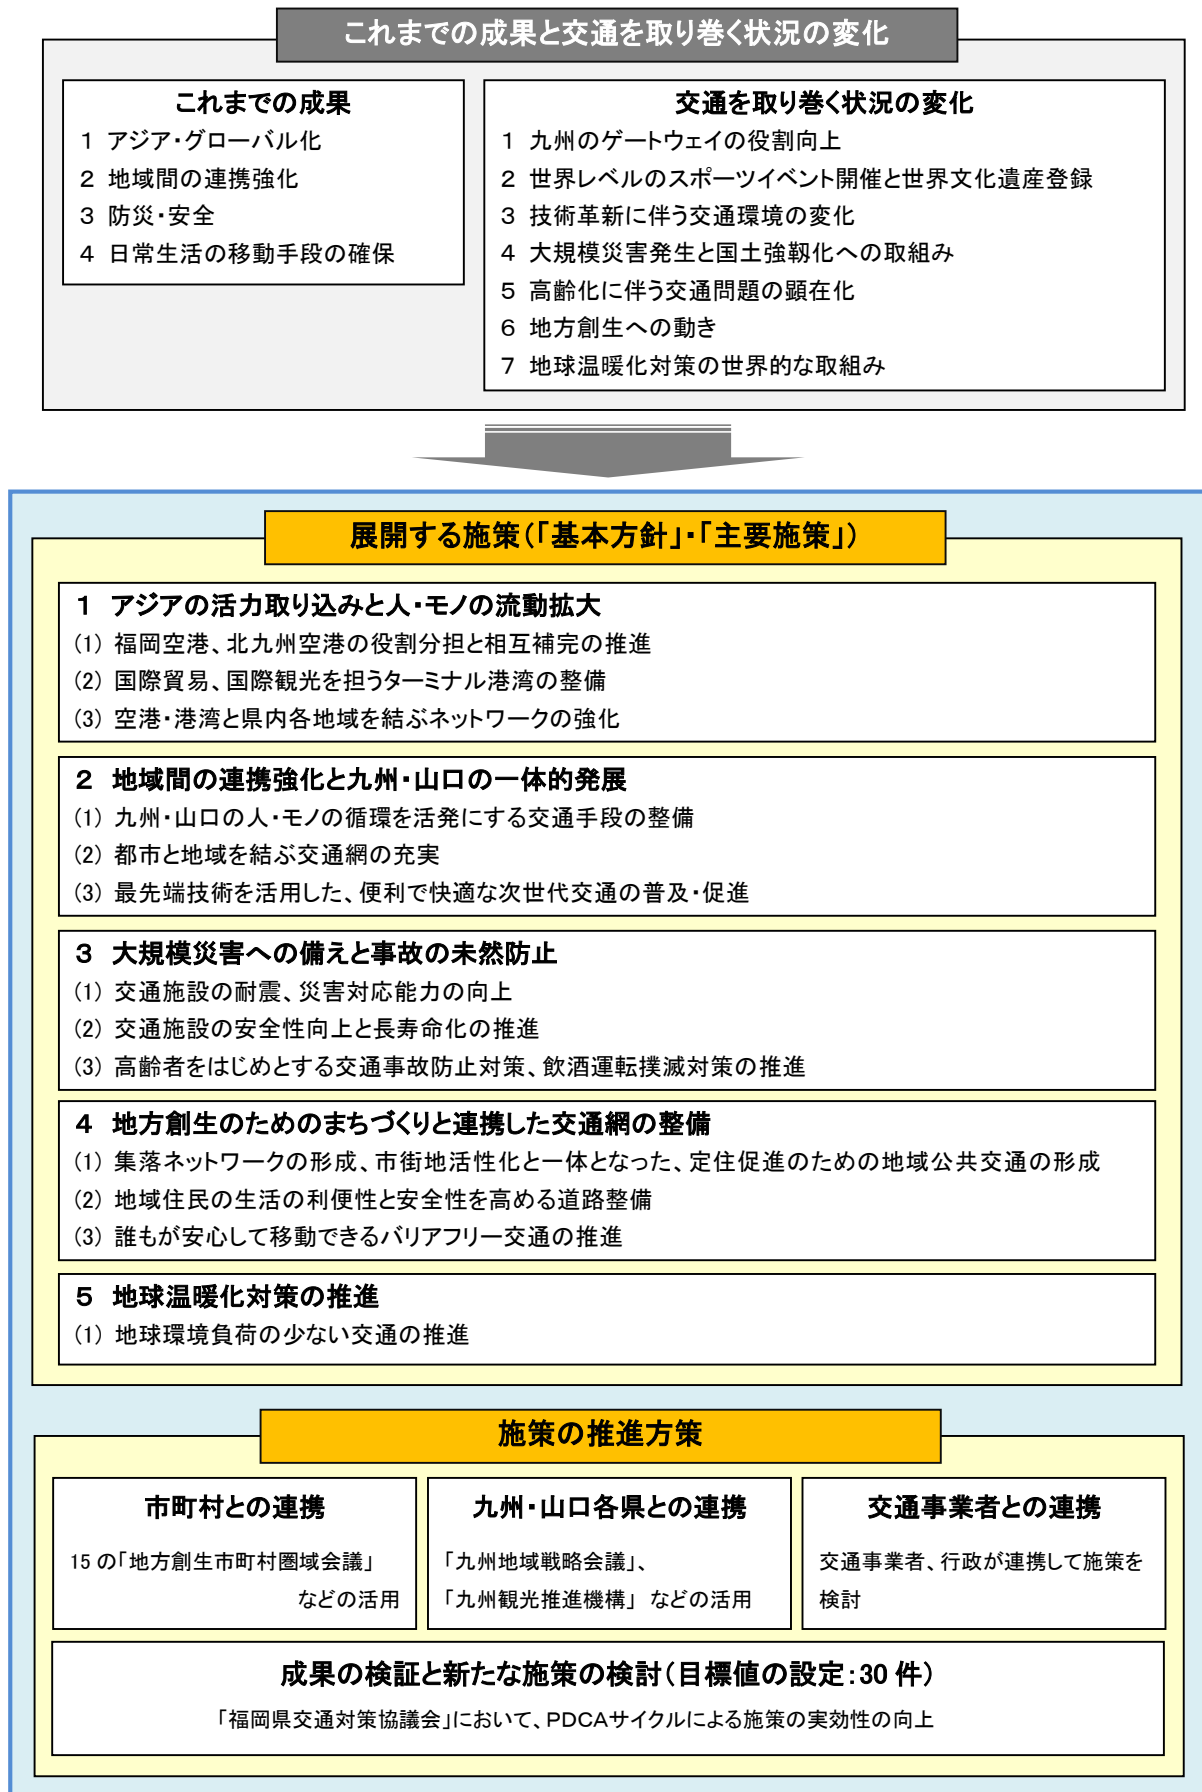 これまでの成果と交通を取り巻く状況の変化
これまでの成果
1 アジア・グローバル化
2 地域間の連携強化
3 防災・安全
4 日常生活の移動手段の確保
交通を取り巻く状況の変化
1 九州のゲートウェイの役割向上
2 世界レベルのスポーツイベント開催と世界文化遺産登録
3 技術革新に伴う交通環境の変化
4 大規模災害発生と国土強靱化への取組み
5 高齢化に伴う交通問題の顕在化
6 地方創生への動き
7 地球温暖化対策の世界的な取組み
展開する施策(「基本方針」・「主要施策」)
1 アジアの活力取り込みと人・モノの流動拡大
(1) 福岡空港、北九州空港の役割分担と相互補完の推進
(2) 国際貿易、国際観光を担うターミナル港湾の整備
(3) 空港・港湾と県内各地域を結ぶネットワークの強化
2 地域間の連携強化と九州・山口の一体的発展
(1) 九州・山口の人・モノの循環を活発にする交通手段の整備
(2) 都市と地域を結ぶ交通網の充実
(3) 最先端技術を活用した、便利で快適な次世代交通の普及・促進
3 大規模災害への備えと事故の未然防止
(1) 交通施設の耐震、災害対応能力の向上
(2) 交通施設の安全性向上と長寿命化の推進
(3) 高齢者をはじめとする交通事故防止対策、飲酒運転撲滅対策の推進
4 地方創生のためのまちづくりと連携した交通網の整備
(1) 集落ネットワークの形成、市街地活性化と一体となった、定住促進のための地域公共交通の形成
(2) 地域住民の生活の利便性と安全性を高める道路整備
(3) 誰もが安心して移動できるバリアフリー交通の推進
5 地球温暖化対策の推進
(1) 地球環境負荷の少ない交通の推進
施策の推進方策
市町村との連携
15 の「地方創生市町村圏域会議」
などの活用
九州・山口各県との連携
「九州地域戦略会議」、
「九州観光推進機構」 などの活用
交通事業者との連携
交通事業者、行政が連携して施策を
検討
成果の検証と新たな施策の検討(目標値の設定:30 件)
「福岡県交通対策協議会」において、PDCAサイクルによる施策の実効性の向上